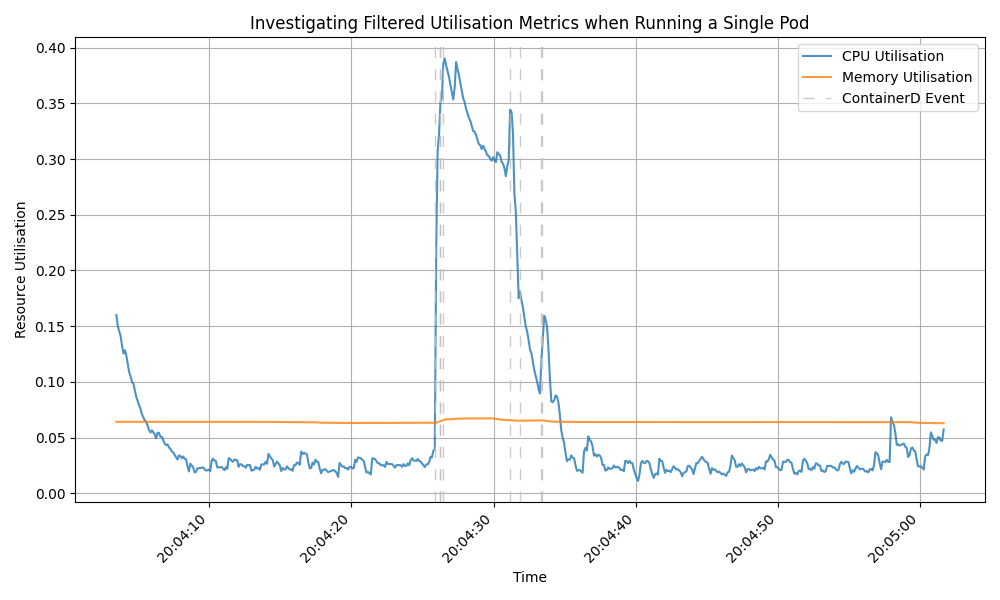 Investigating Filtered Utilisation Metrics when Running a Single Pod
CPU Utilisation
Memory Utilisation
ContainerD Event
Resource Utilisation
0.40
0.35
0.30
0.25
0.20
0.15
0.10
0.05
0.00
20:04:10
20:04:20
20:04:30
20:04:40
20:04:50
20:05:00
Time